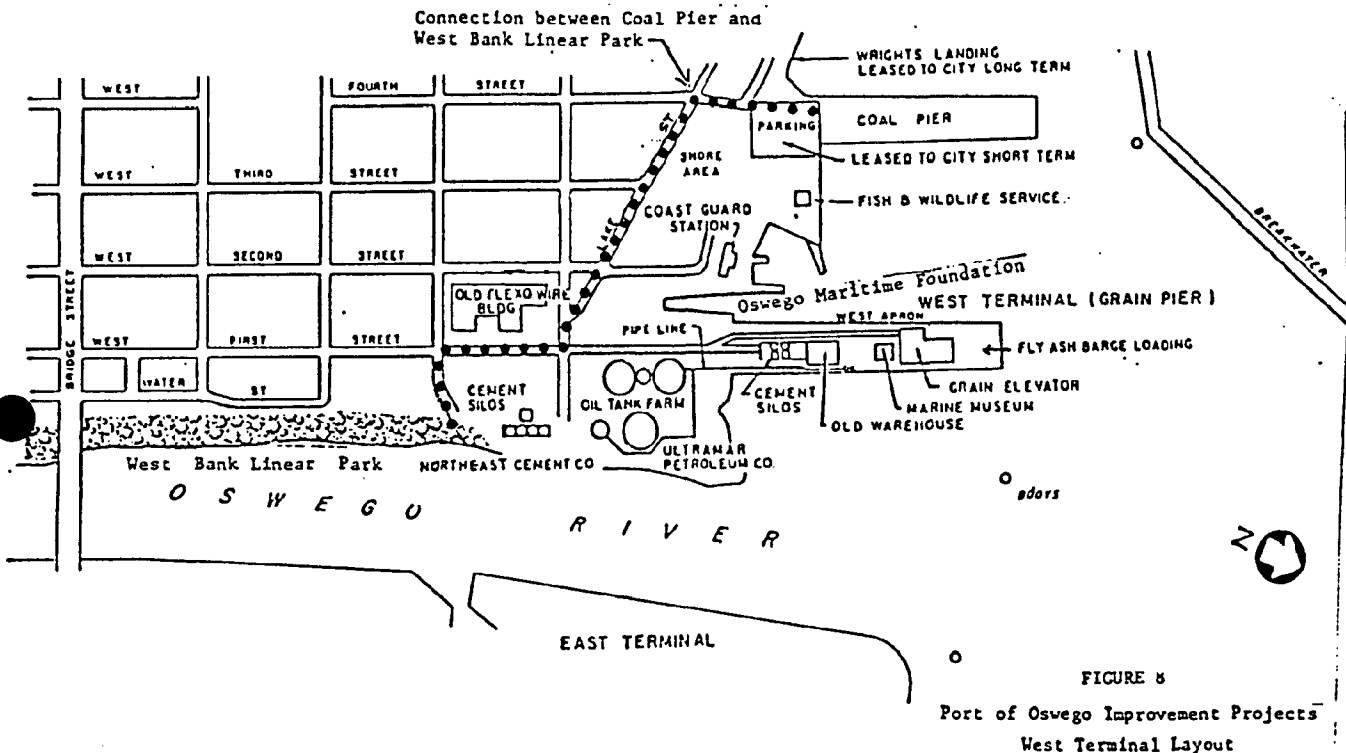 Connection between Coal Pier and
West Bank Linear Park
WRIGHTS LANDING
LEASED TO CITY LONG TERM
WEST FOURTH STREET
PARKING
COAL PIER
LEASED TO CITY SHORT TERM
SHORE
AREA
LAKE ST
WEST THIRD STREET
FISH & WILDLIFE SERVICE
COAST GUARD
STATION
BREAKWATER
WEST SECOND STREET
Oswego Maritime Foundation
WEST TERMINAL (GRAIN PIER)
OLD FLEXO WIRE
BLDG
WEST APRON
PIPE LINE
BRIDGE STREET
WEST FIRST STREET
FLY ASH BARGE LOADING
WATER ST
CEMENT
SILOS
OIL TANK FARM
CEMENT
SILOS
GRAIN ELEVATOR
MARINE MUSEUM
OLD WAREHOUSE
West Bank Linear Park
NORTHEAST CEMENT CO
ULTRAMAR
PETROLEUM CO.
OSWEGO
RIVER
N
EAST TERMINAL
FIGURE 8
Port of Oswego Improvement Projects
West Terminal Layout